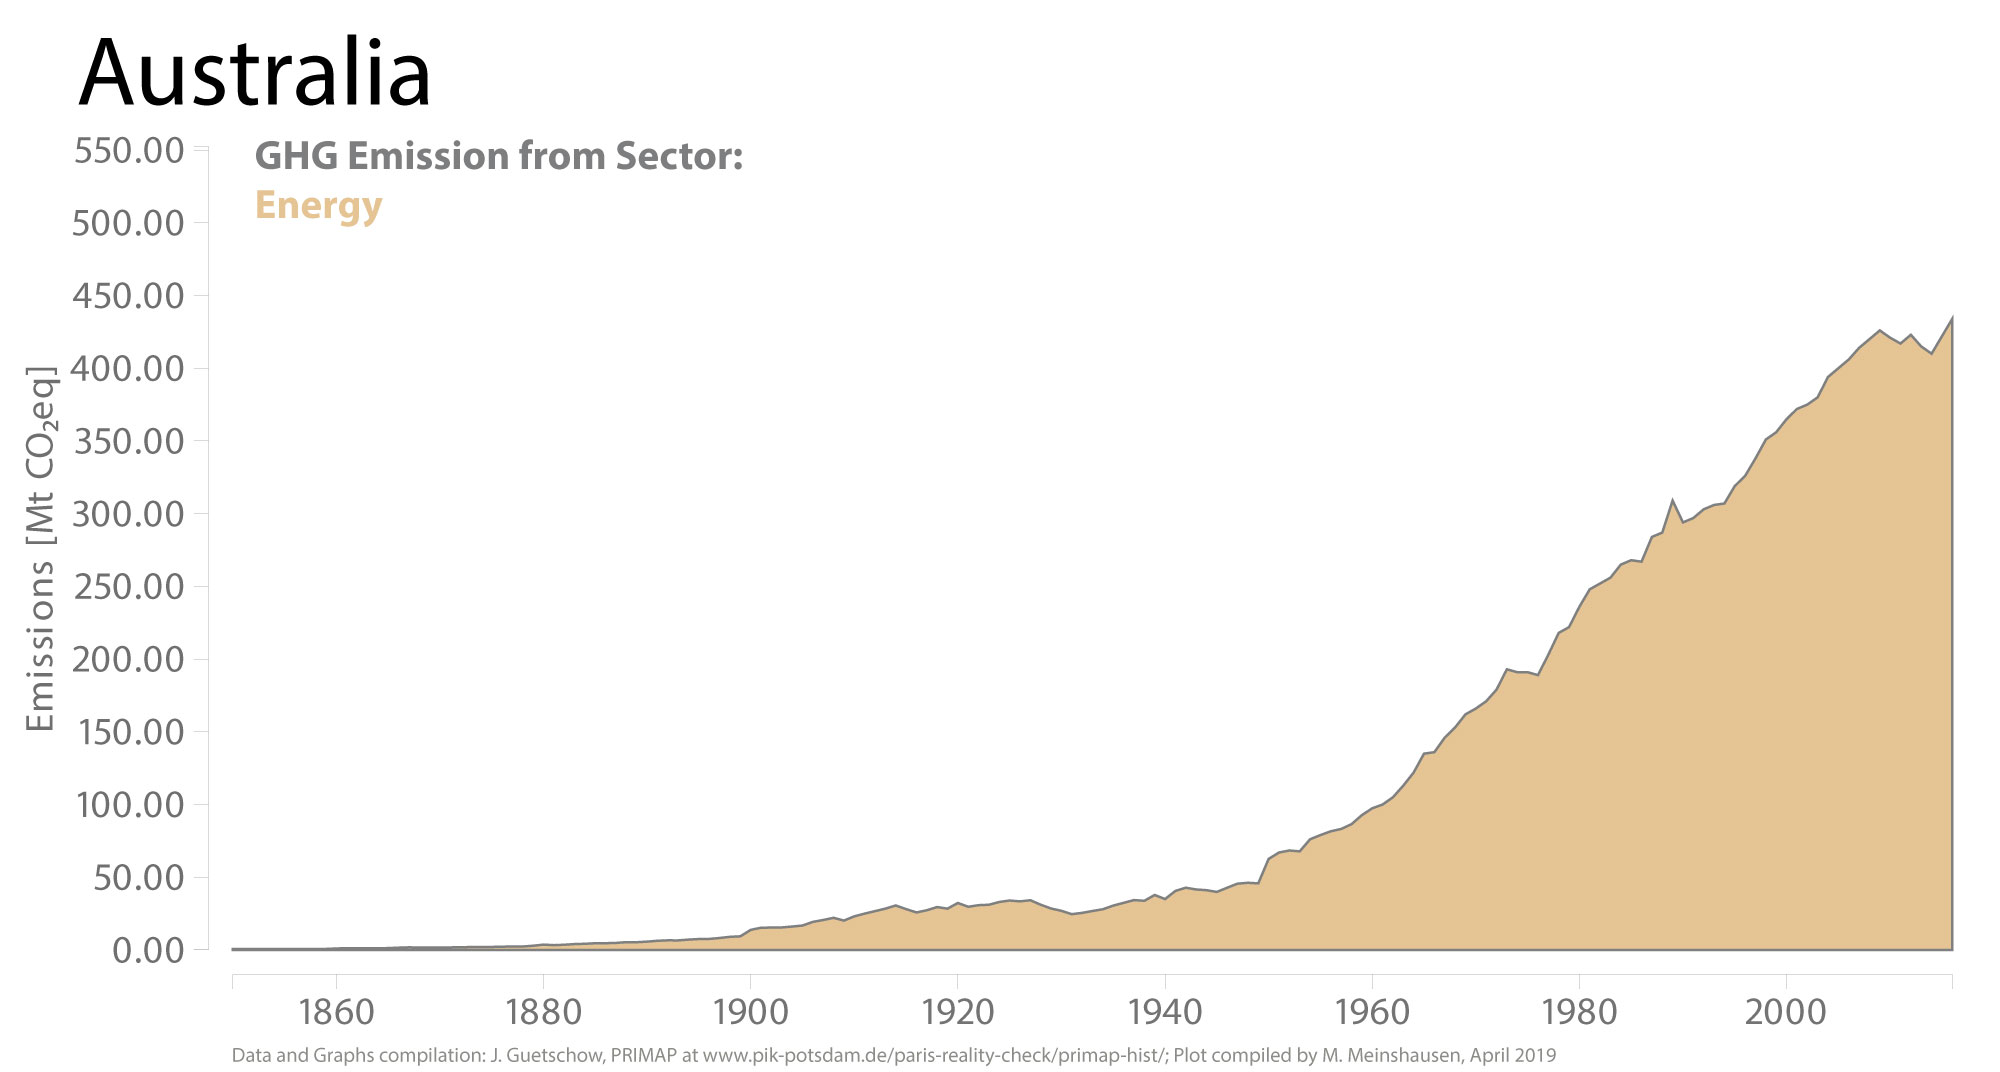 Australia
GHG Emission from Sector:
Energy
550.00
500.00
450.00
400.00
350.00
300.00
250.00
200.00
150.00
100.00
50.00
0.00
Emissions [Mt CO₂eq]
1860 1880 1900 1920 1940 1960 1980 2000
Data and Graphs compilation: J. Guetschow, PRIMAP at www.pik-potsdam.de/paris-reality-check/primap-hist/; Plot compiled by M. Meinshausen, April 2019